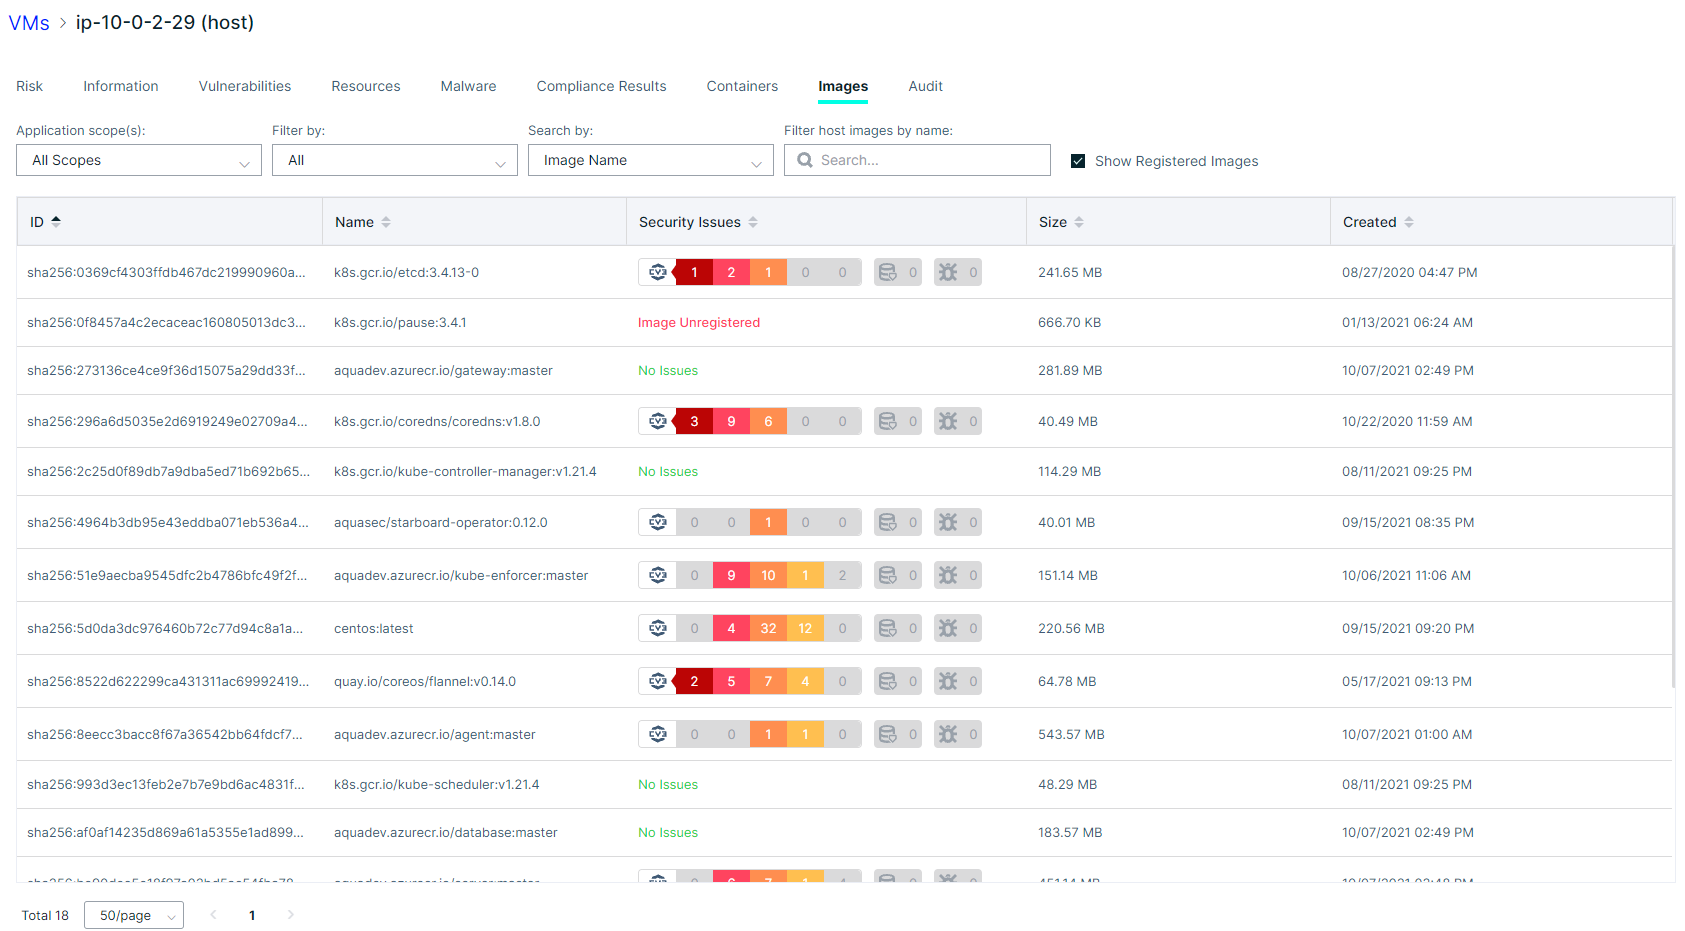 VMs > ip-10-0-2-29 (host)
Risk Information Vulnerabilities Resources Malware Compliance Results Containers Images Audit
Application scope(s): Filter by: Search by: Filter host images by name:
All Scopes All Image Name Search... Show Registered Images
ID Name Security Issues Size Created
sha256:0369cf4303ffdb467dc219990960a... k8s.gcr.io/etcd:3.4.13-0 CVE 1 2 1 0 0 0 0 241.65 MB 08/27/2020 04:47 PM
sha256:0f8457a4c2ecaceac160805013dc3... k8s.gcr.io/pause:3.4.1 Image Unregistered 666.70 KB 01/13/2021 06:24 AM
sha256:273136ce4ce9f36d15075a29dd33f... aquadev.azurecr.io/gateway:master No Issues 281.89 MB 10/07/2021 02:49 PM
sha256:296a6d5035e2d6919249e02709a4... k8s.gcr.io/coredns/coredns:v1.8.0 CVE 3 9 6 0 0 0 0 40.49 MB 10/22/2020 11:59 AM
sha256:2c25d0f89db7a9dba5ed71b692b65... k8s.gcr.io/kube-controller-manager:v1.21.4 No Issues 114.29 MB 08/11/2021 09:25 PM
sha256:4964b3db95e43eddba071eb536a4... aquasec/starboard-operator:0.12.0 CVE 0 0 1 0 0 0 0 40.01 MB 09/15/2021 08:35 PM
sha256:51e9aecba9545dfc2b4786bfc49f2f... aquadev.azurecr.io/kube-enforcer:master CVE 0 9 10 1 2 0 0 151.14 MB 10/06/2021 11:06 AM
sha256:5d0da3dc976460b72c77d94c8a1a... centos:latest CVE 0 4 32 12 0 0 0 220.56 MB 09/15/2021 09:20 PM
sha256:8522d622299ca431311ac69992419... quay.io/coreos/flannel:v0.14.0 CVE 2 5 7 4 0 0 0 64.78 MB 05/17/2021 09:13 PM
sha256:8eecc3bacc8f67a36542bb64fdcf7... aquadev.azurecr.io/agent:master CVE 0 0 1 1 0 0 0 543.57 MB 10/07/2021 01:00 AM
sha256:993d3ec13feb2e7b7e9bd6ac4831f... k8s.gcr.io/kube-scheduler:v1.21.4 No Issues 48.29 MB 08/11/2021 09:25 PM
sha256:af0af14235d869a61a5355e1ad899... aquadev.azurecr.io/database:master No Issues 183.57 MB 10/07/2021 02:49 PM
Total 18 50/page < 1 >